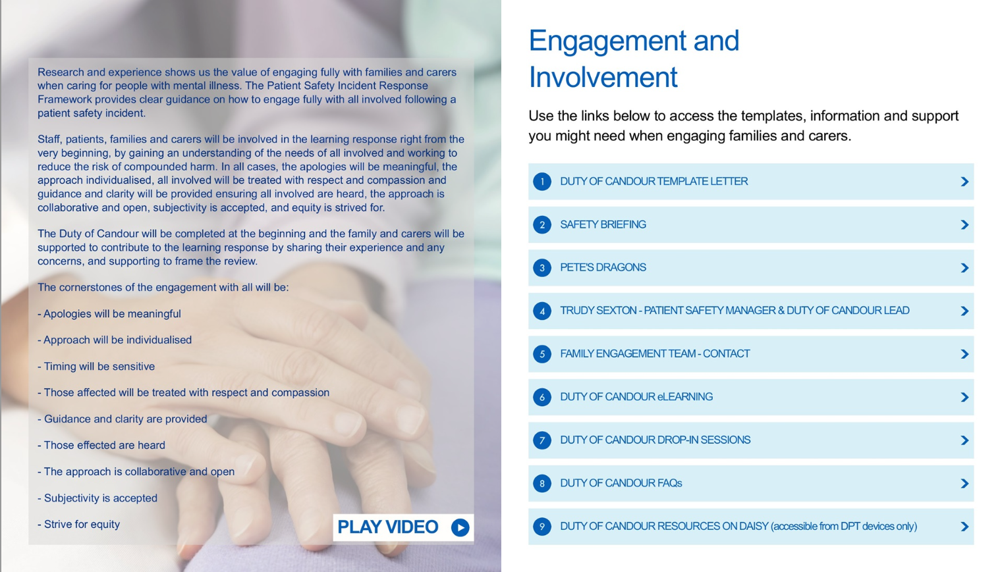 Research and experience shows us the value of engaging fully with families and carers
when caring for people with mental illness. The Patient Safety Incident Response
Framework provides clear guidance on how to engage fully with all involved following a
patient safety incident.
Staff, patients, families and carers will be involved in the learning response right from the
very beginning, by gaining an understanding of the needs of all involved and working to
reduce the risk of compounded harm. In all cases, the apologies will be meaningful, the
approach individualised, all involved will be treated with respect and compassion and
guidance and clarity will be provided ensuring all involved are heard, the approach is
collaborative and open, subjectivity is accepted, and equity is strived for.
The Duty of Candour will be completed at the beginning and the family and carers will be
supported to contribute to the learning response by sharing their experience and any
concerns, and supporting to frame the review.
The cornerstones of the engagement with all will be:
- Apologies will be meaningful
- Approach will be individualised
- Timing will be sensitive
- Those affected will be treated with respect and compassion
- Guidance and clarity are provided
- Those effected are heard
- The approach is collaborative and open
- Subjectivity is accepted
- Strive for equity
PLAY VIDEO
Engagement and
Involvement
Use the links below to access the templates, information and support
you might need when engaging families and carers.
1 DUTY OF CANDOUR TEMPLATE LETTER
2 SAFETY BRIEFING
3 PETE'S DRAGONS
4 TRUDY SEXTON - PATIENT SAFETY MANAGER & DUTY OF CANDOUR LEAD
5 FAMILY ENGAGEMENT TEAM - CONTACT
6 DUTY OF CANDOUR eLEARNING
7 DUTY OF CANDOUR DROP-IN SESSIONS
8 DUTY OF CANDOUR FAQs
9 DUTY OF CANDOUR RESOURCES ON DAISY (accessible from DPT devices only)